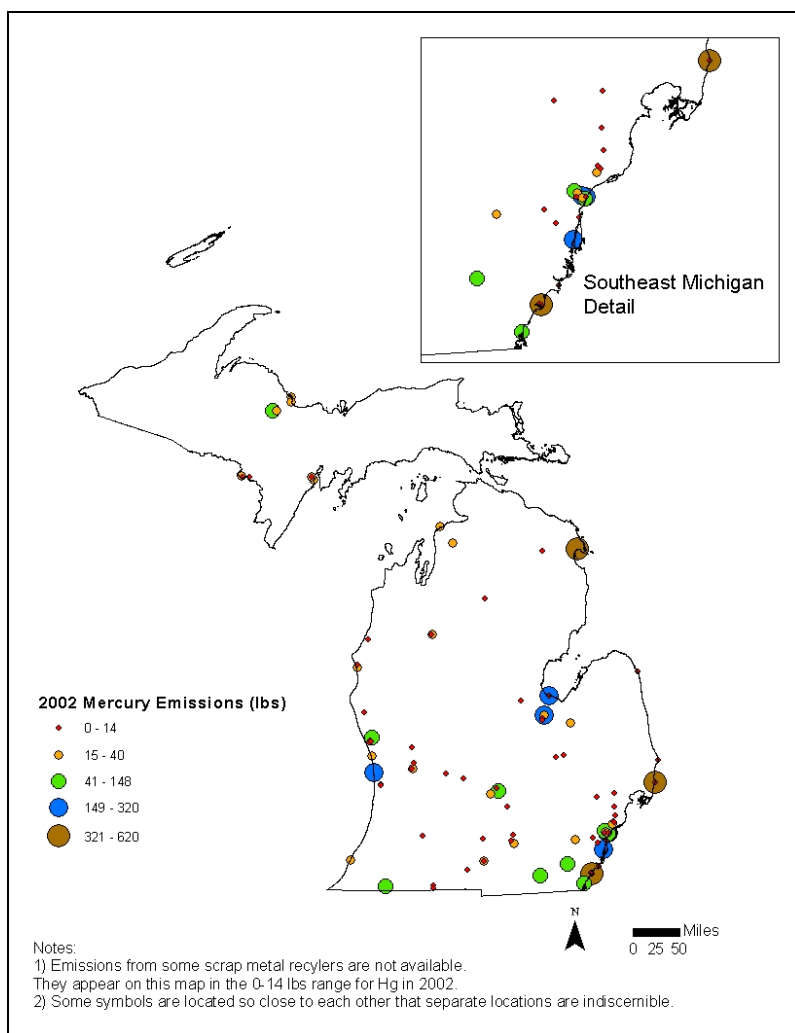 Southeast Michigan
Detail
2002 Mercury Emissions (lbs)
0 - 14
15 - 40
41 - 148
149 - 320
321 - 620
N
Miles
0 25 50
Notes:
1) Emissions from some scrap metal recylers are not available.
They appear on this map in the 0-14 lbs range for Hg in 2002.
2) Some symbols are located so close to each other that separate locations are indiscernible.